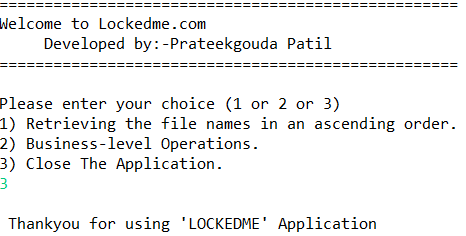 ===================================================
Welcome to Lockedme.com
     Developed by:-Prateekgouda Patil
===================================================
Please enter your choice (1 or 2 or 3)
1) Retrieving the file names in an ascending order.
2) Business-level Operations.
3) Close The Application.
3
 Thankyou for using 'LOCKEDME' Application